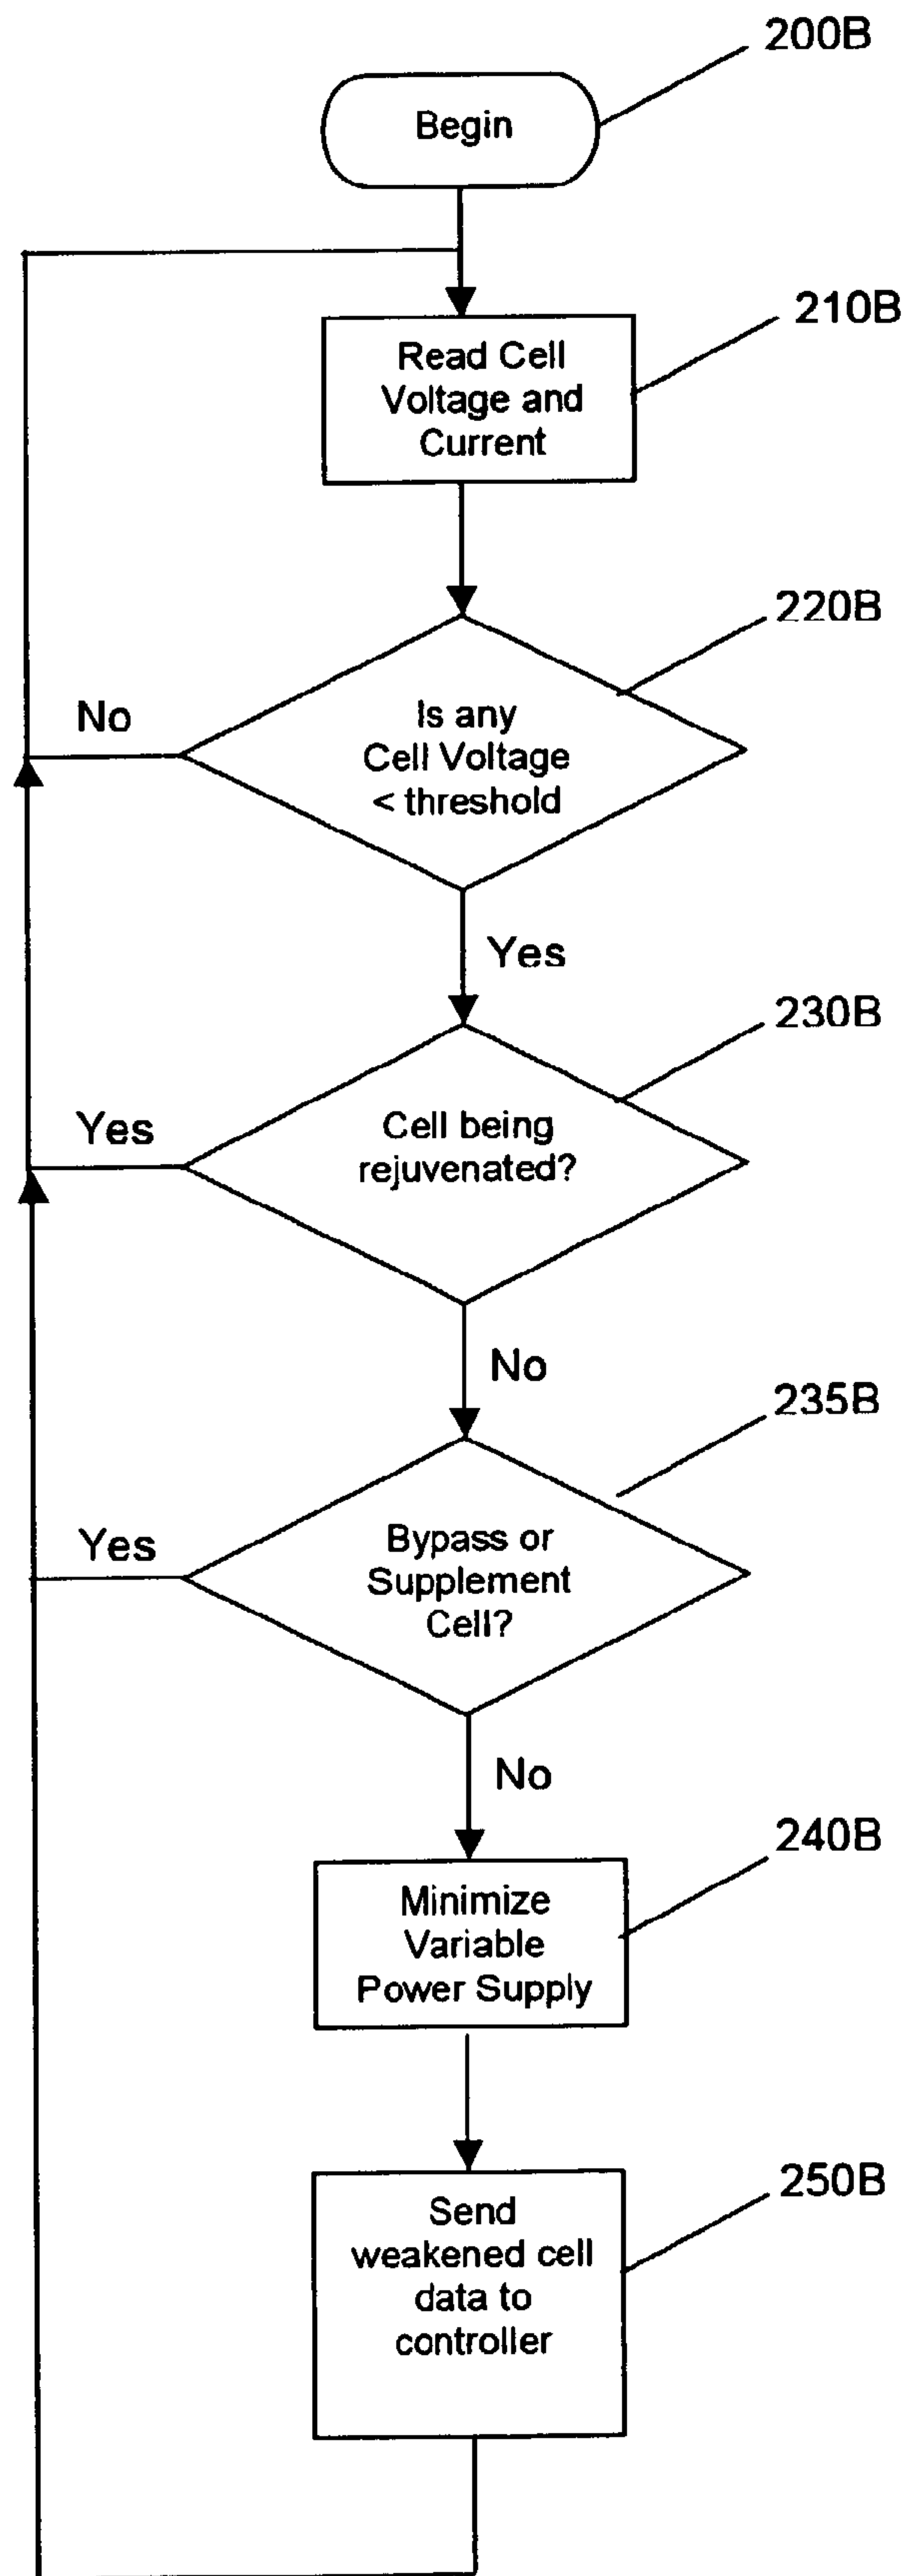 200B
Begin
210B
Read Cell
Voltage and
Current
220B
Is any
Cell Voltage
< threshold
No
Yes
230B
Cell being
rejuvenated?
Yes
No
235B
Bypass or
Supplement
Cell?
Yes
No
240B
Minimize
Variable
Power Supply
250B
Send
weakened cell
data to
controller